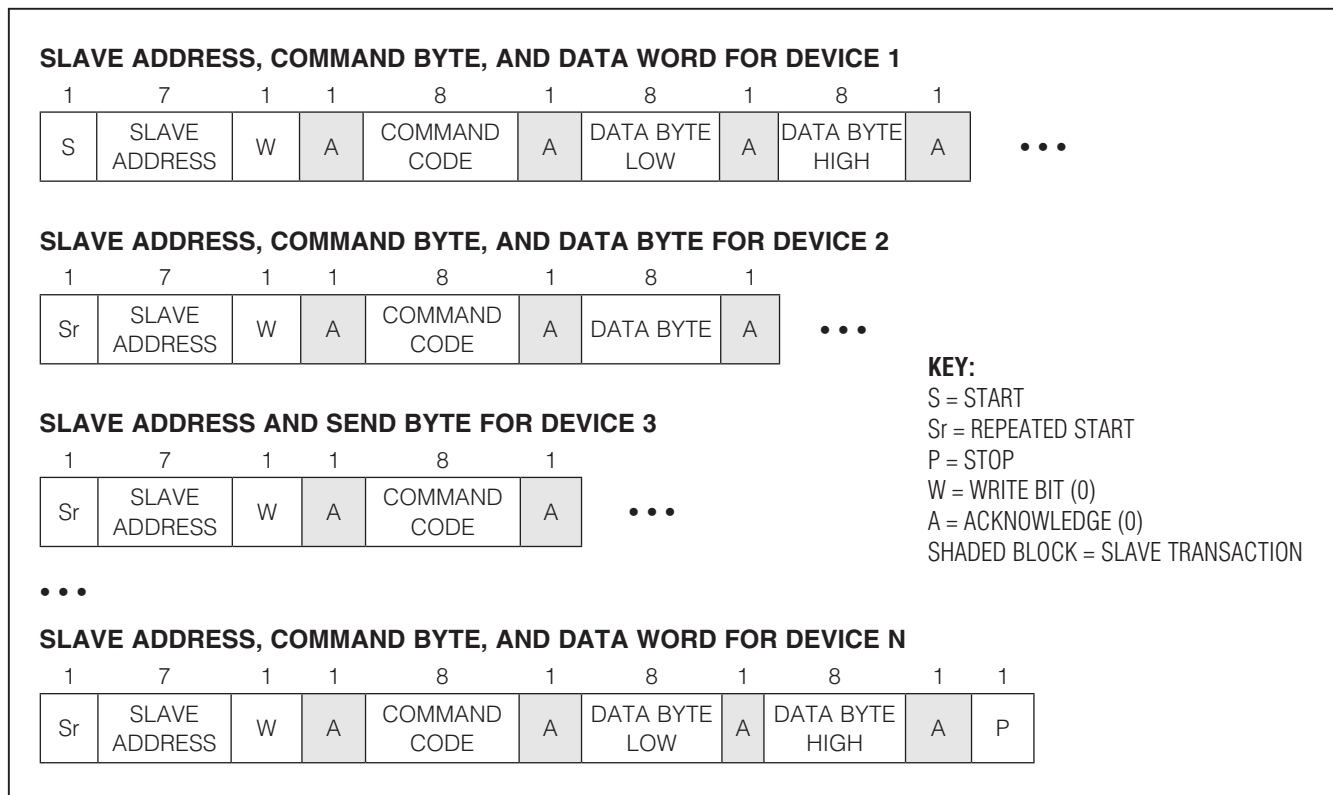 SLAVE ADDRESS, COMMAND BYTE, AND DATA WORD FOR DEVICE 1
1 7 1 1 8 1 8 1 8 1
S SLAVE ADDRESS W A COMMAND CODE A DATA BYTE LOW A DATA BYTE HIGH A • • •
SLAVE ADDRESS, COMMAND BYTE, AND DATA BYTE FOR DEVICE 2
1 7 1 1 8 1 8 1
Sr SLAVE ADDRESS W A COMMAND CODE A DATA BYTE A • • •
SLAVE ADDRESS AND SEND BYTE FOR DEVICE 3
1 7 1 1 8 1
Sr SLAVE ADDRESS W A COMMAND CODE A • • •
• • •
SLAVE ADDRESS, COMMAND BYTE, AND DATA WORD FOR DEVICE N
1 7 1 1 8 1 8 1 8 1 1
Sr SLAVE ADDRESS W A COMMAND CODE A DATA BYTE LOW A DATA BYTE HIGH A P
KEY:
S = START
Sr = REPEATED START
P = STOP
W = WRITE BIT (0)
A = ACKNOWLEDGE (0)
SHADED BLOCK = SLAVE TRANSACTION